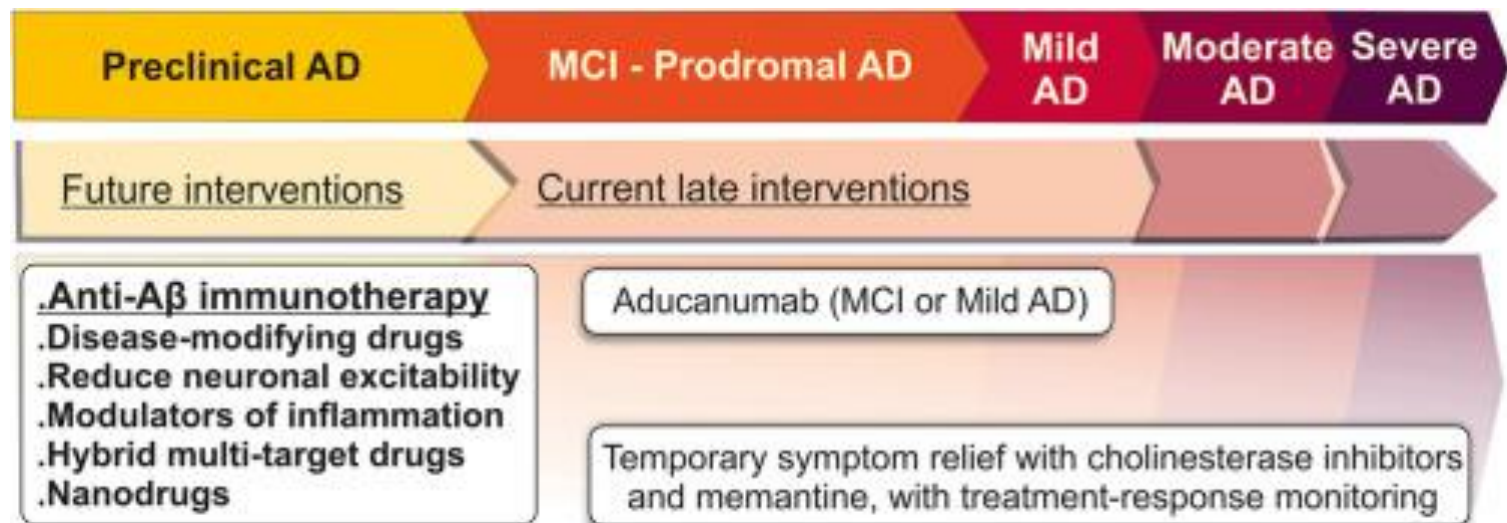 Preclinical AD
MCI - Prodromal AD
Mild
AD
Moderate
AD
Severe
AD
Future interventions
Current late interventions
.Anti-Aβ immunotherapy
.Disease-modifying drugs
.Reduce neuronal excitability
.Modulators of inflammation
.Hybrid multi-target drugs
.Nanodrugs
Aducanumab (MCI or Mild AD)
Temporary symptom relief with cholinesterase inhibitors
and memantine, with treatment-response monitoring